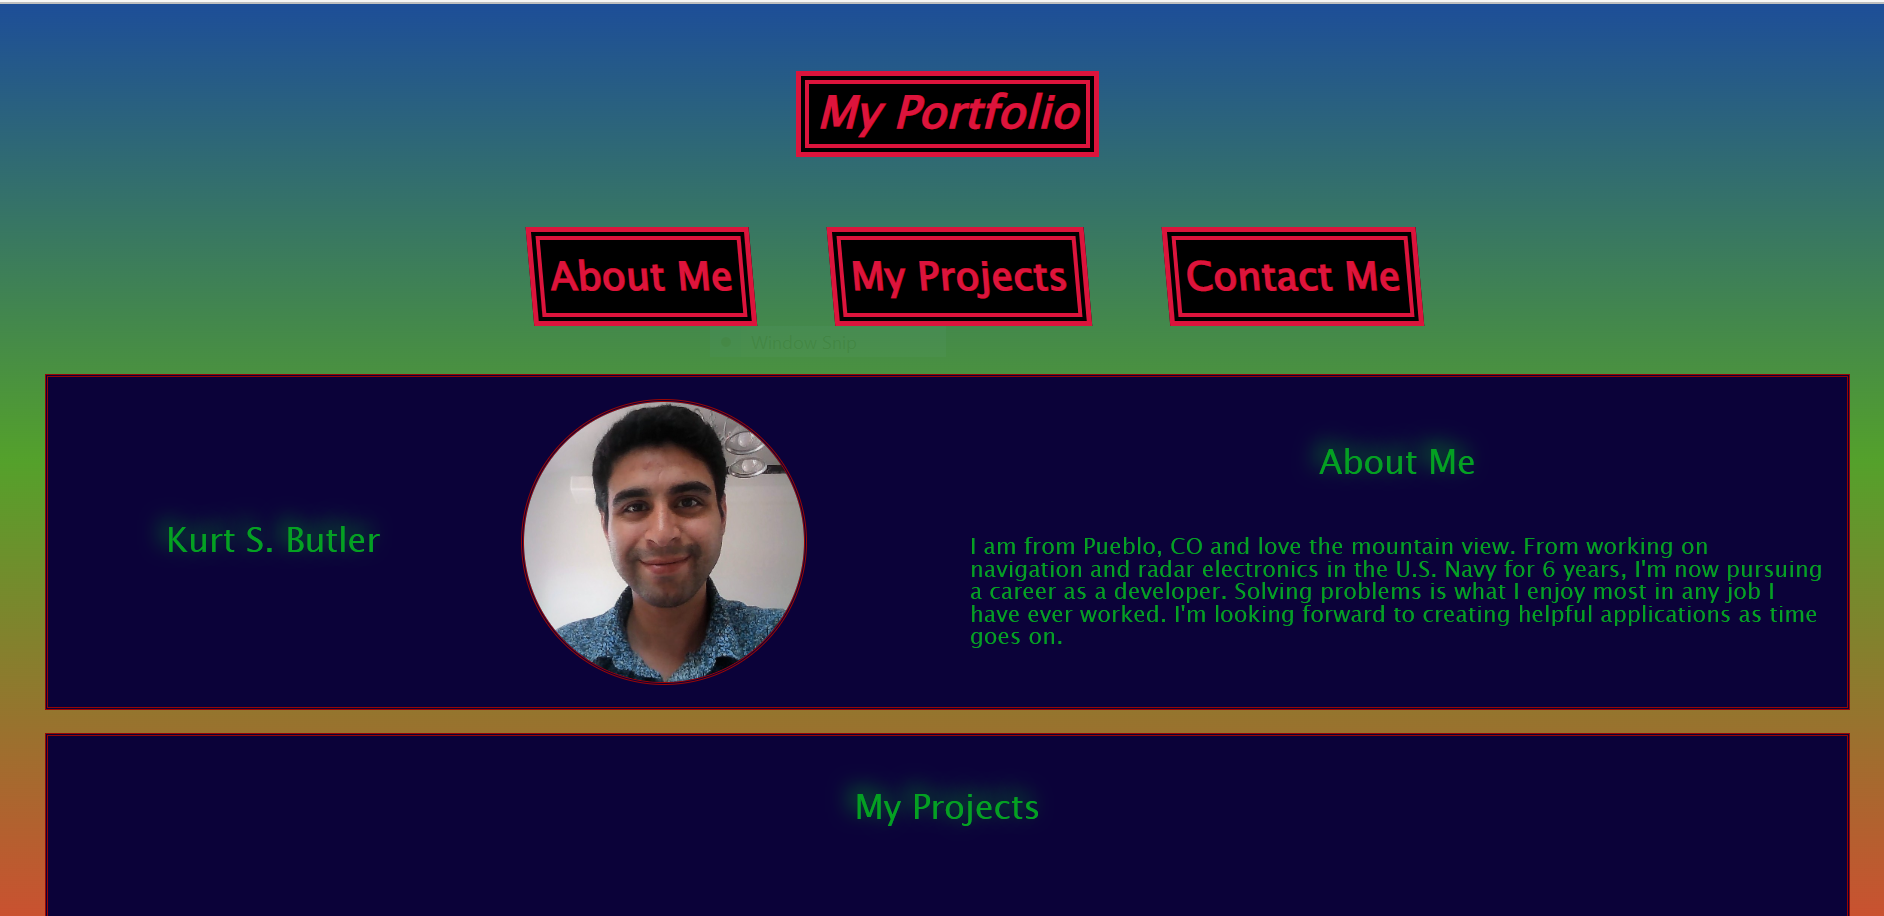 My Portfolio
About Me
My Projects
Contact Me
Window Snip
Kurt S. Butler
About Me
I am from Pueblo, CO and love the mountain view. From working on
navigation and radar electronics in the U.S. Navy for 6 years, I'm now pursuing
a career as a developer. Solving problems is what I enjoy most in any job I
have ever worked. I'm looking forward to creating helpful applications as time
goes on.
My Projects